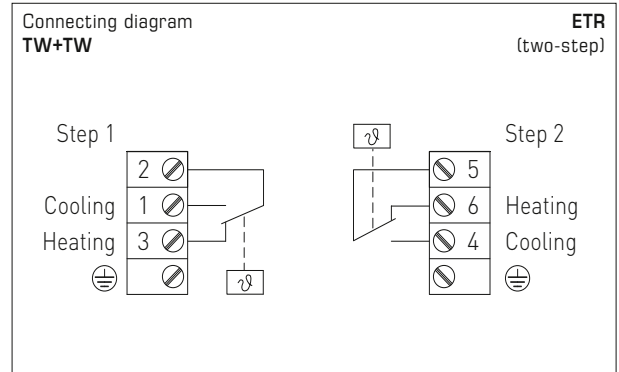 Connecting diagram
TW+TW
ETR
(two-step)
Step 1
2
Cooling 1
Heating 3
ϑ
ϑ
Step 2
5
6 Heating
4 Cooling